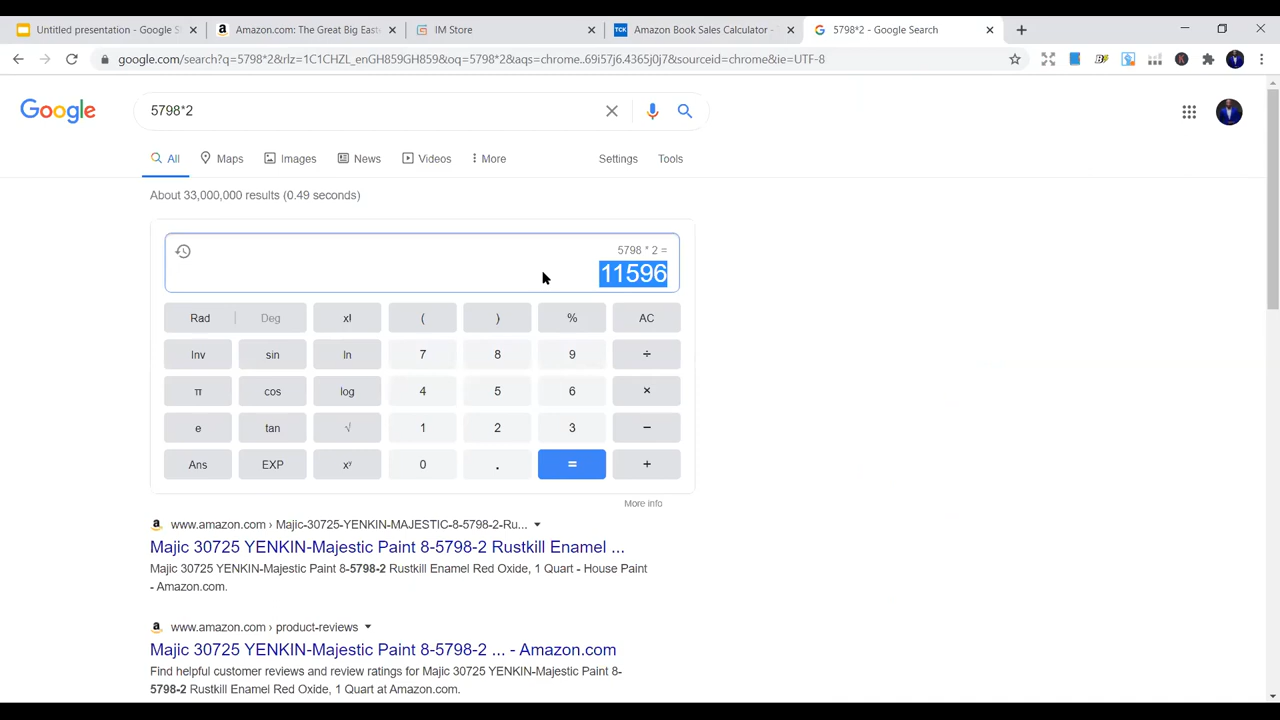 Untitled presentation - Google S
Amazon.com: The Great Big Easte
IM Store
TCK
Amazon Book Sales Calculator -
5798*2 - Google Search
google.com/search?q=5798*2&rlz=1C1CHZL_enGH859GH859&oq=5798*2&aqs=chrome..69i57j6.4365j0j7&sourceid=chrome&ie=UTF-8
Google
5798*2
All
Maps
Images
News
Videos
More
Settings
Tools
About 33,000,000 results (0.49 seconds)
5798 * 2 =
11596
Rad
Deg
x!
(
)
%
AC
Inv
sin
ln
7
8
9
÷
π
cos
log
4
5
6
×
e
tan
√
1
2
3
−
Ans
EXP
xʸ
0
.
=
+
More info
www.amazon.com › Majic-30725-YENKIN-MAJESTIC-8-5798-2-Ru...
Majic 30725 YENKIN-Majestic Paint 8-5798-2 Rustkill Enamel ...
Majic 30725 YENKIN-Majestic Paint 8-5798-2 Rustkill Enamel Red Oxide, 1 Quart - House Paint
- Amazon.com.
www.amazon.com › product-reviews
Majic 30725 YENKIN-Majestic Paint 8-5798-2 ... - Amazon.com
Find helpful customer reviews and review ratings for Majic 30725 YENKIN-Majestic Paint 8-
5798-2 Rustkill Enamel Red Oxide, 1 Quart at Amazon.com.